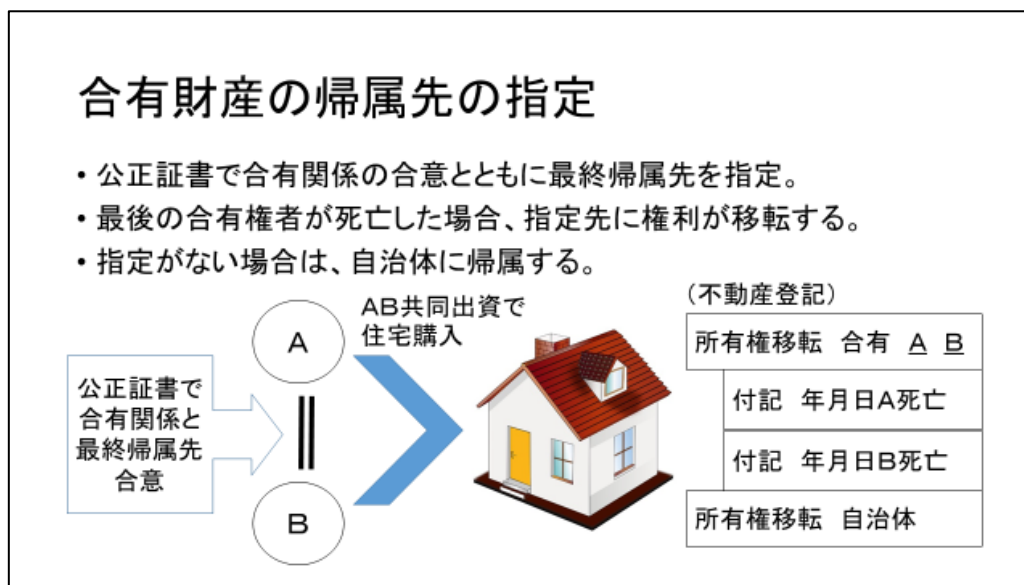 合有財産の帰属先の指定
• 公正証書で合有関係の合意とともに最終帰属先を指定。
• 最後の合有権者が死亡した場合、指定先に権利が移転する。
• 指定がない場合は、自治体に帰属する。
公正証書で
合有関係と
最終帰属先
合意
A
B
AB共同出資で
住宅購入
（不動産登記）
所有権移転 合有 A B
付記 年月日A死亡
付記 年月日B死亡
所有権移転 自治体